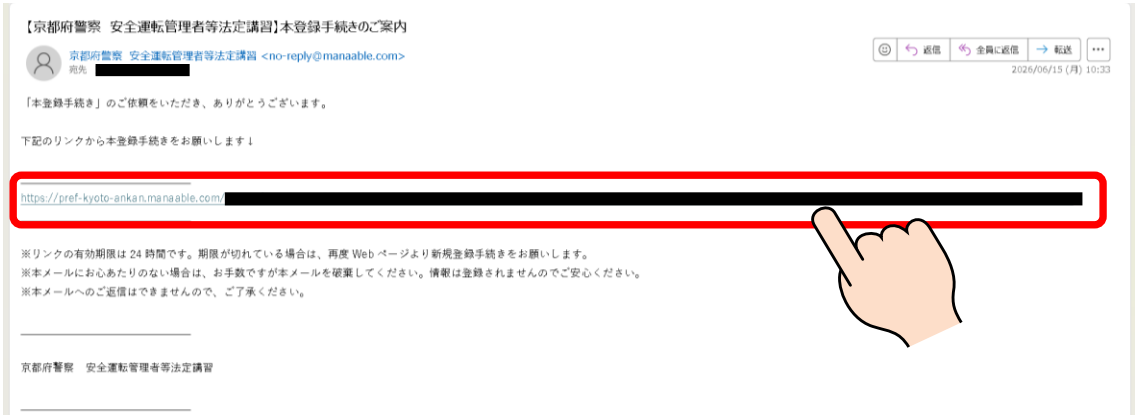 【京都府警察 安全運転管理者等法定講習】本登録手続きのご案内
京都府警察 安全運転管理者等法定講習 <no-reply@manaable.com>
宛先
返信 全員に返信 転送
2026/06/15 (月) 10:33
「本登録手続き」のご依頼をいただき、ありがとうございます。
下記のリンクから本登録手続きをお願いします↓
https://pref-kyoto-ankan.manaable.com/
※リンクの有効期限は 24 時間です。期限が切れている場合は、再度 Web ページより新規登録手続きをお願いします。
※本メールにお心あたりのない場合は、お手数ですが本メールを破棄してください。情報は登録されませんのでご安心ください。
※本メールへのご返信はできませんので、ご了承ください。
京都府警察 安全運転管理者等法定講習